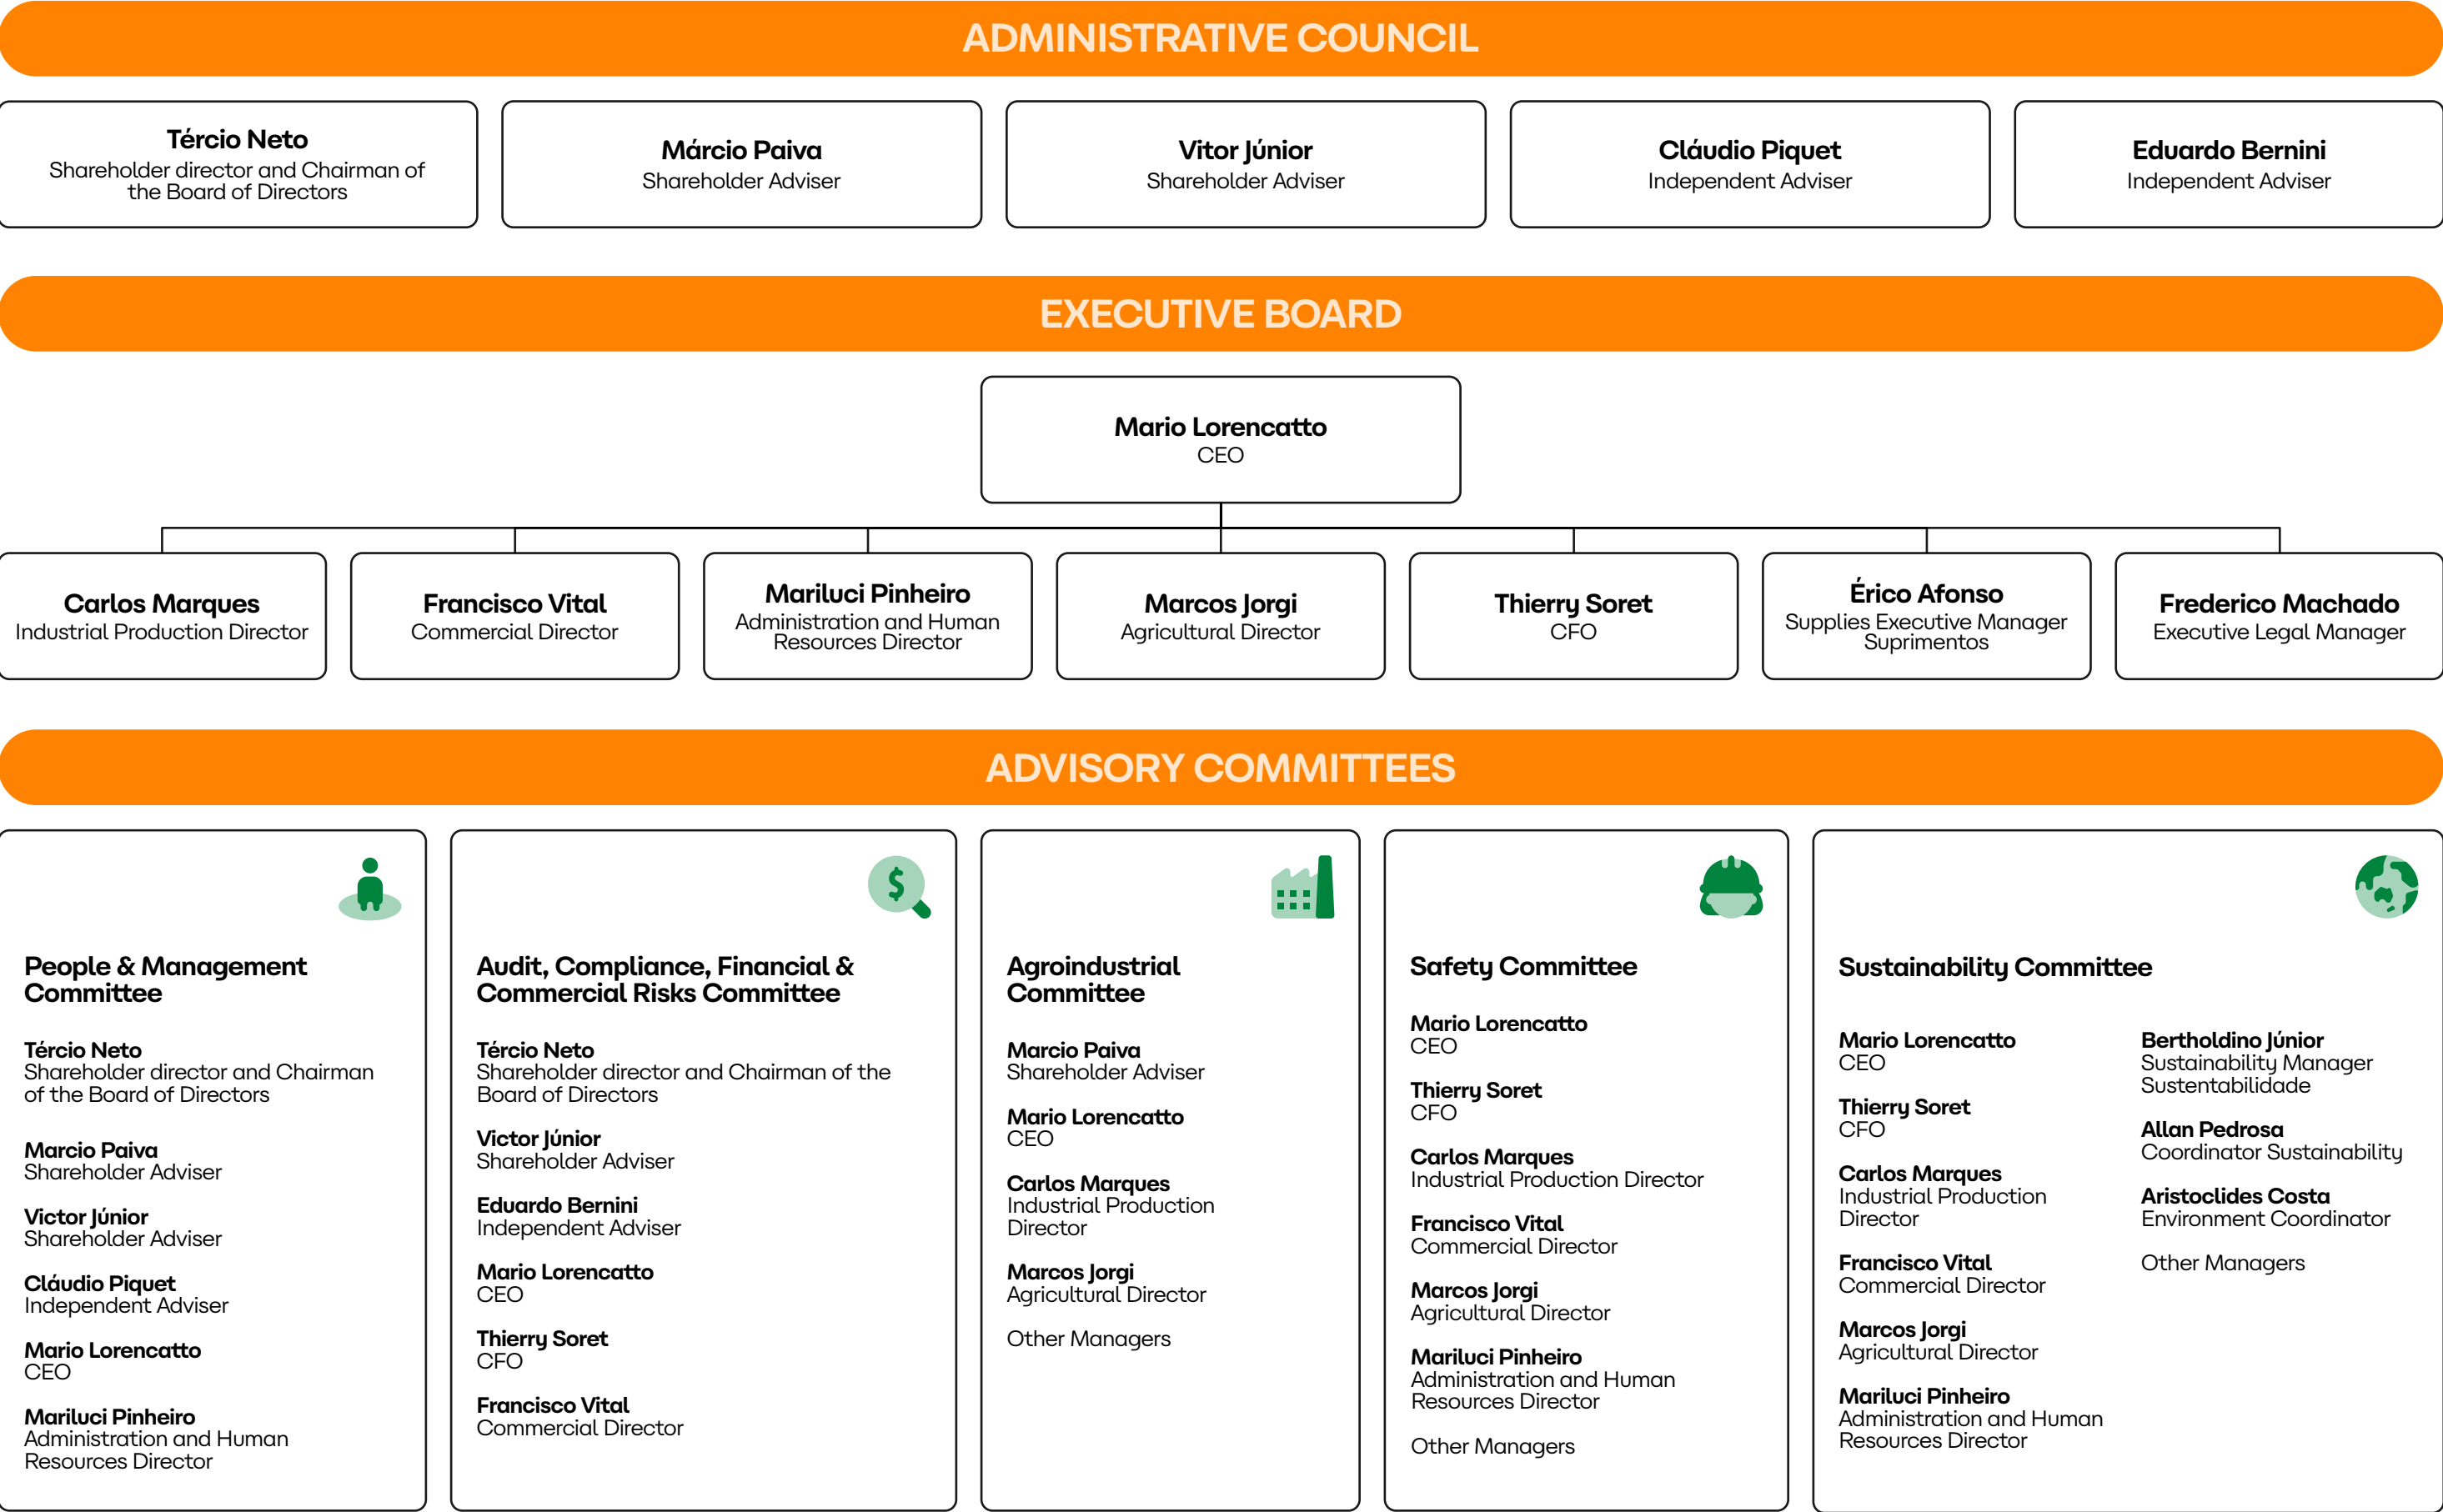 ADMINISTRATIVE COUNCIL
Tércio Neto
Shareholder director and Chairman of
the Board of Directors
Márcio Paiva
Shareholder Adviser
Vitor Júnior
Shareholder Adviser
Cláudio Piquet
Independent Adviser
Eduardo Bernini
Independent Adviser
EXECUTIVE BOARD
Mario Lorencatto
CEO
Carlos Marques
Industrial Production Director
Francisco Vital
Commercial Director
Mariluci Pinheiro
Administration and Human
Resources Director
Marcos Jorgi
Agricultural Director
Thierry Soret
CFO
Érico Afonso
Supplies Executive Manager
Suprimentos
Frederico Machado
Executive Legal Manager
ADVISORY COMMITTEES
People & Management
Committee
Tércio Neto
Shareholder director and Chairman
of the Board of Directors
Marcio Paiva
Shareholder Adviser
Victor Júnior
Shareholder Adviser
Cláudio Piquet
Independent Adviser
Mario Lorencatto
CEO
Mariluci Pinheiro
Administration and Human
Resources Director
$
Audit, Compliance, Financial &
Commercial Risks Committee
Tércio Neto
Shareholder director and Chairman of the
Board of Directors
Victor Júnior
Shareholder Adviser
Eduardo Bernini
Independent Adviser
Mario Lorencatto
CEO
Thierry Soret
CFO
Francisco Vital
Commercial Director
Agroindustrial
Committee
Marcio Paiva
Shareholder Adviser
Mario Lorencatto
CEO
Carlos Marques
Industrial Production
Director
Marcos Jorgi
Agricultural Director
Other Managers
Safety Committee
Mario Lorencatto
CEO
Thierry Soret
CFO
Carlos Marques
Industrial Production Director
Francisco Vital
Commercial Director
Marcos Jorgi
Agricultural Director
Mariluci Pinheiro
Administration and Human
Resources Director
Other Managers
Sustainability Committee
Mario Lorencatto
CEO
Thierry Soret
CFO
Carlos Marques
Industrial Production
Director
Francisco Vital
Commercial Director
Marcos Jorgi
Agricultural Director
Mariluci Pinheiro
Administration and Human
Resources Director
Bertholdino Júnior
Sustainability Manager
Sustentabilidade
Allan Pedrosa
Coordinator Sustainability
Aristoclides Costa
Environment Coordinator
Other Managers